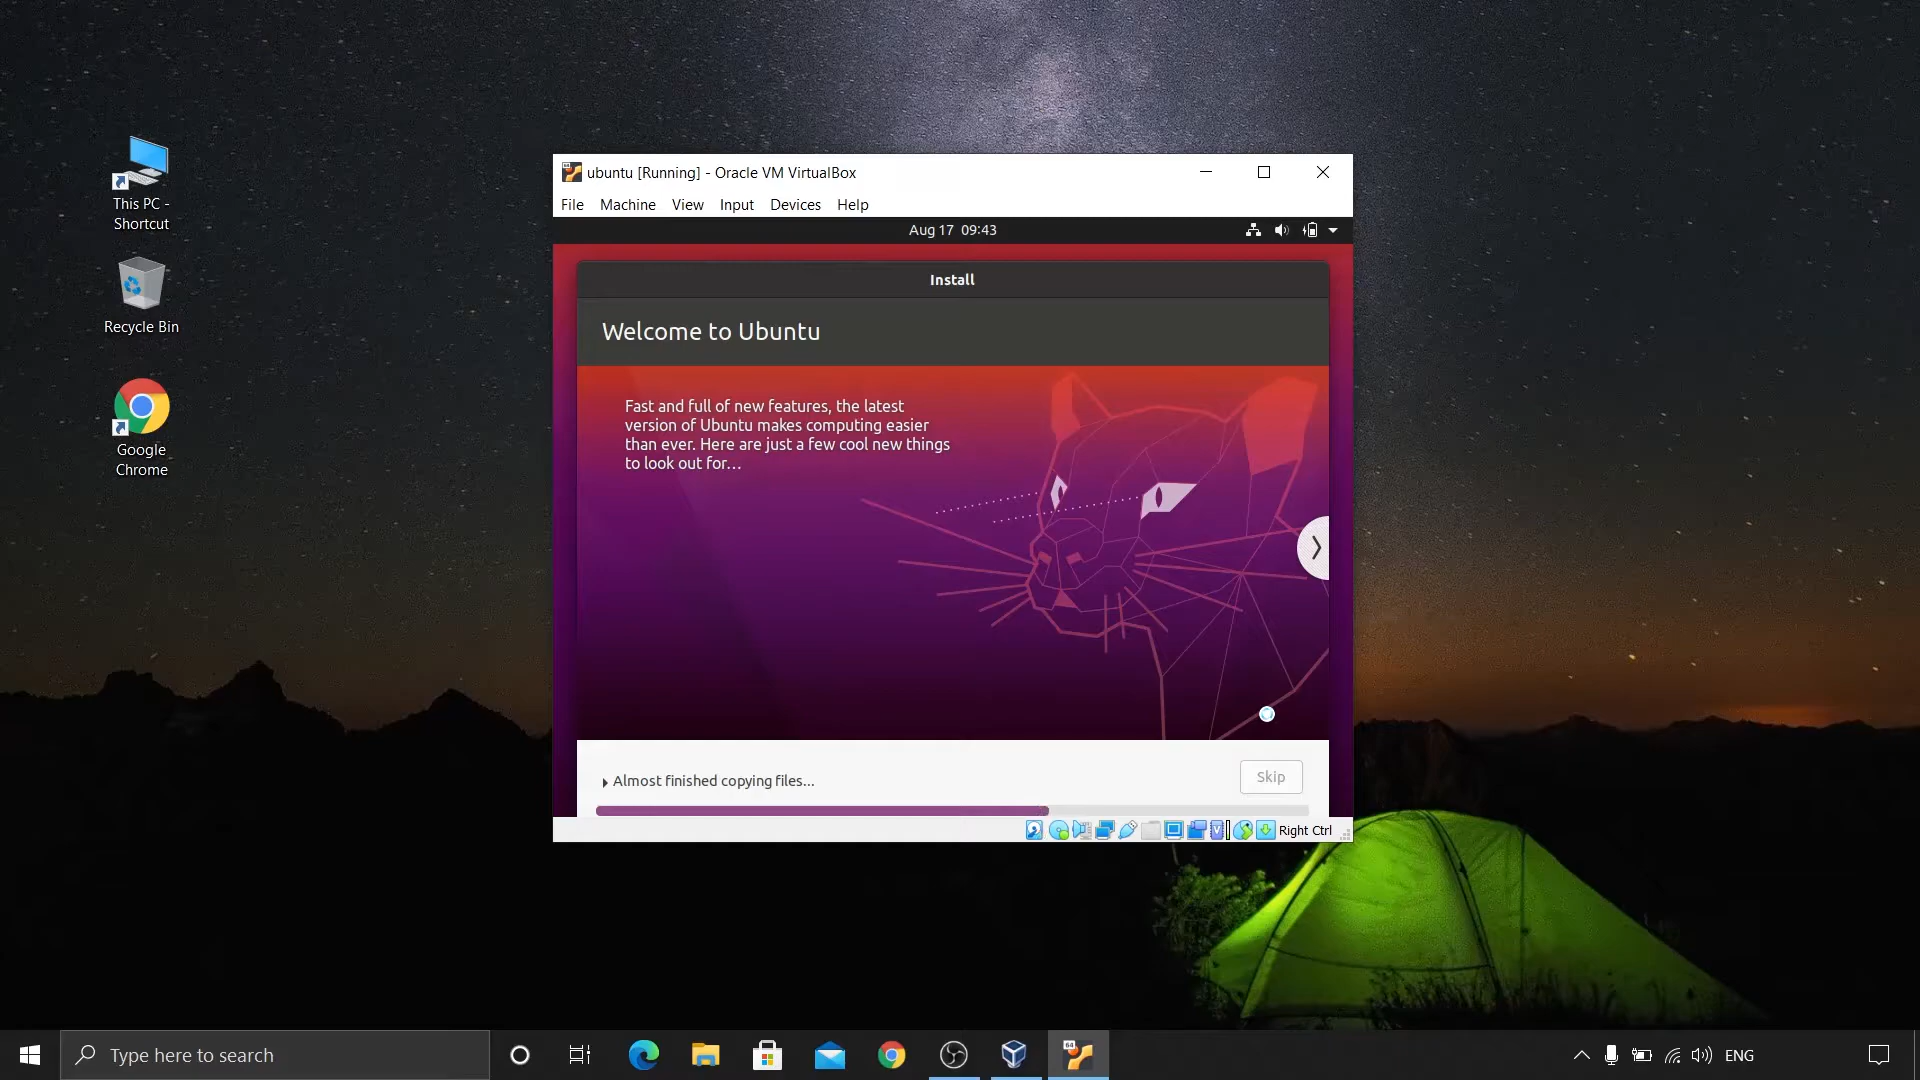 This PC -
Shortcut
Recycle Bin
Google
Chrome
ubuntu [Running] - Oracle VM VirtualBox
File Machine View Input Devices Help
Aug 17 09:43
Install
Welcome to Ubuntu
Fast and full of new features, the latest
version of Ubuntu makes computing easier
than ever. Here are just a few cool new things
to look out for...
Almost finished copying files...
Skip
Right Ctrl
Type here to search
64
ENG